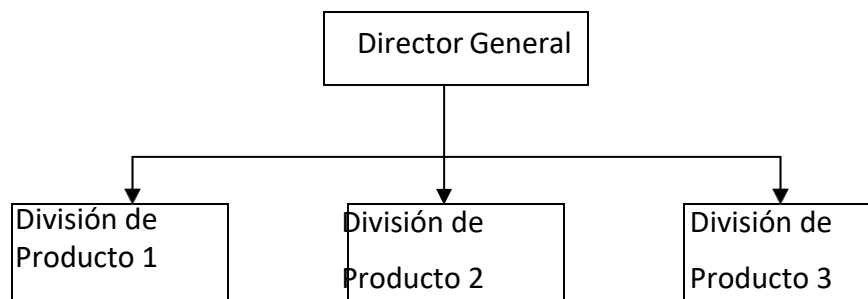 Director General
División de
Producto 1
División de
Producto 2
División de
Producto 3